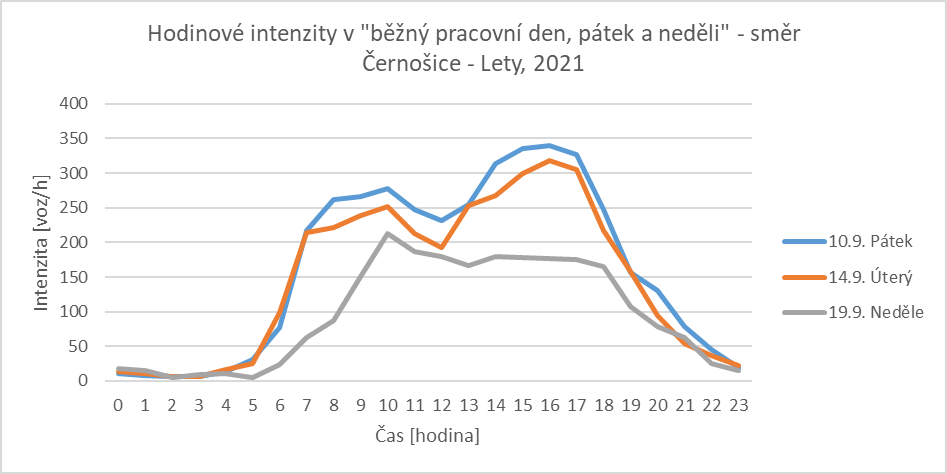 Hodinové intenzity v "běžný pracovní den, pátek a neděli" - směr
Černošice - Lety, 2021
400
350
300
250
200
150
100
50
0
Intenzita [voz/h]
0 1 2 3 4 5 6 7 8 9 10 11 12 13 14 15 16 17 18 19 20 21 22 23
Čas [hodina]
10.9. Pátek
14.9. Úterý
19.9. Neděle